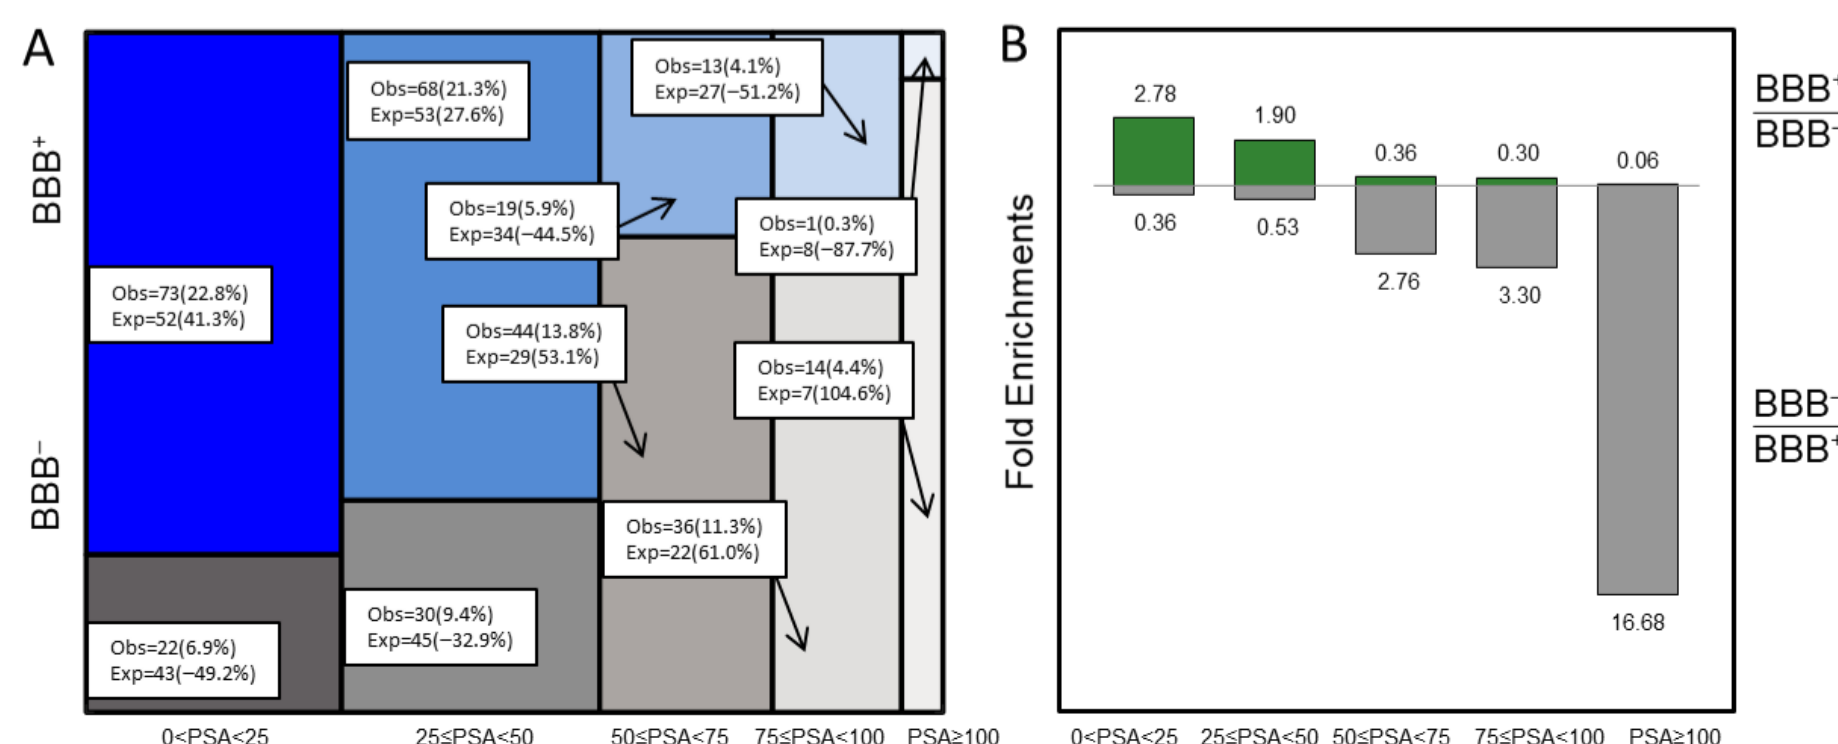 A
BBB⁺
BBB⁻
Obs=68(21.3%)
Exp=53(27.6%)
Obs=13(4.1%)
Exp=27(−51.2%)
Obs=19(5.9%)
Exp=34(−44.5%)
Obs=1(0.3%)
Exp=8(−87.7%)
Obs=73(22.8%)
Exp=52(41.3%)
Obs=44(13.8%)
Exp=29(53.1%)
Obs=14(4.4%)
Exp=7(104.6%)
Obs=36(11.3%)
Exp=22(61.0%)
Obs=30(9.4%)
Exp=45(−32.9%)
Obs=22(6.9%)
Exp=43(−49.2%)
0<PSA<25 25≤PSA<50 50≤PSA<75 75≤PSA<100 PSA≥100
B
Fold Enrichments
2.78 1.90 0.36 0.30 0.06
0.36 0.53 2.76 3.30 16.68
BBB⁺
BBB⁻
BBB⁻
BBB⁺
0<PSA<25 25≤PSA<50 50≤PSA<75 75≤PSA<100 PSA≥100